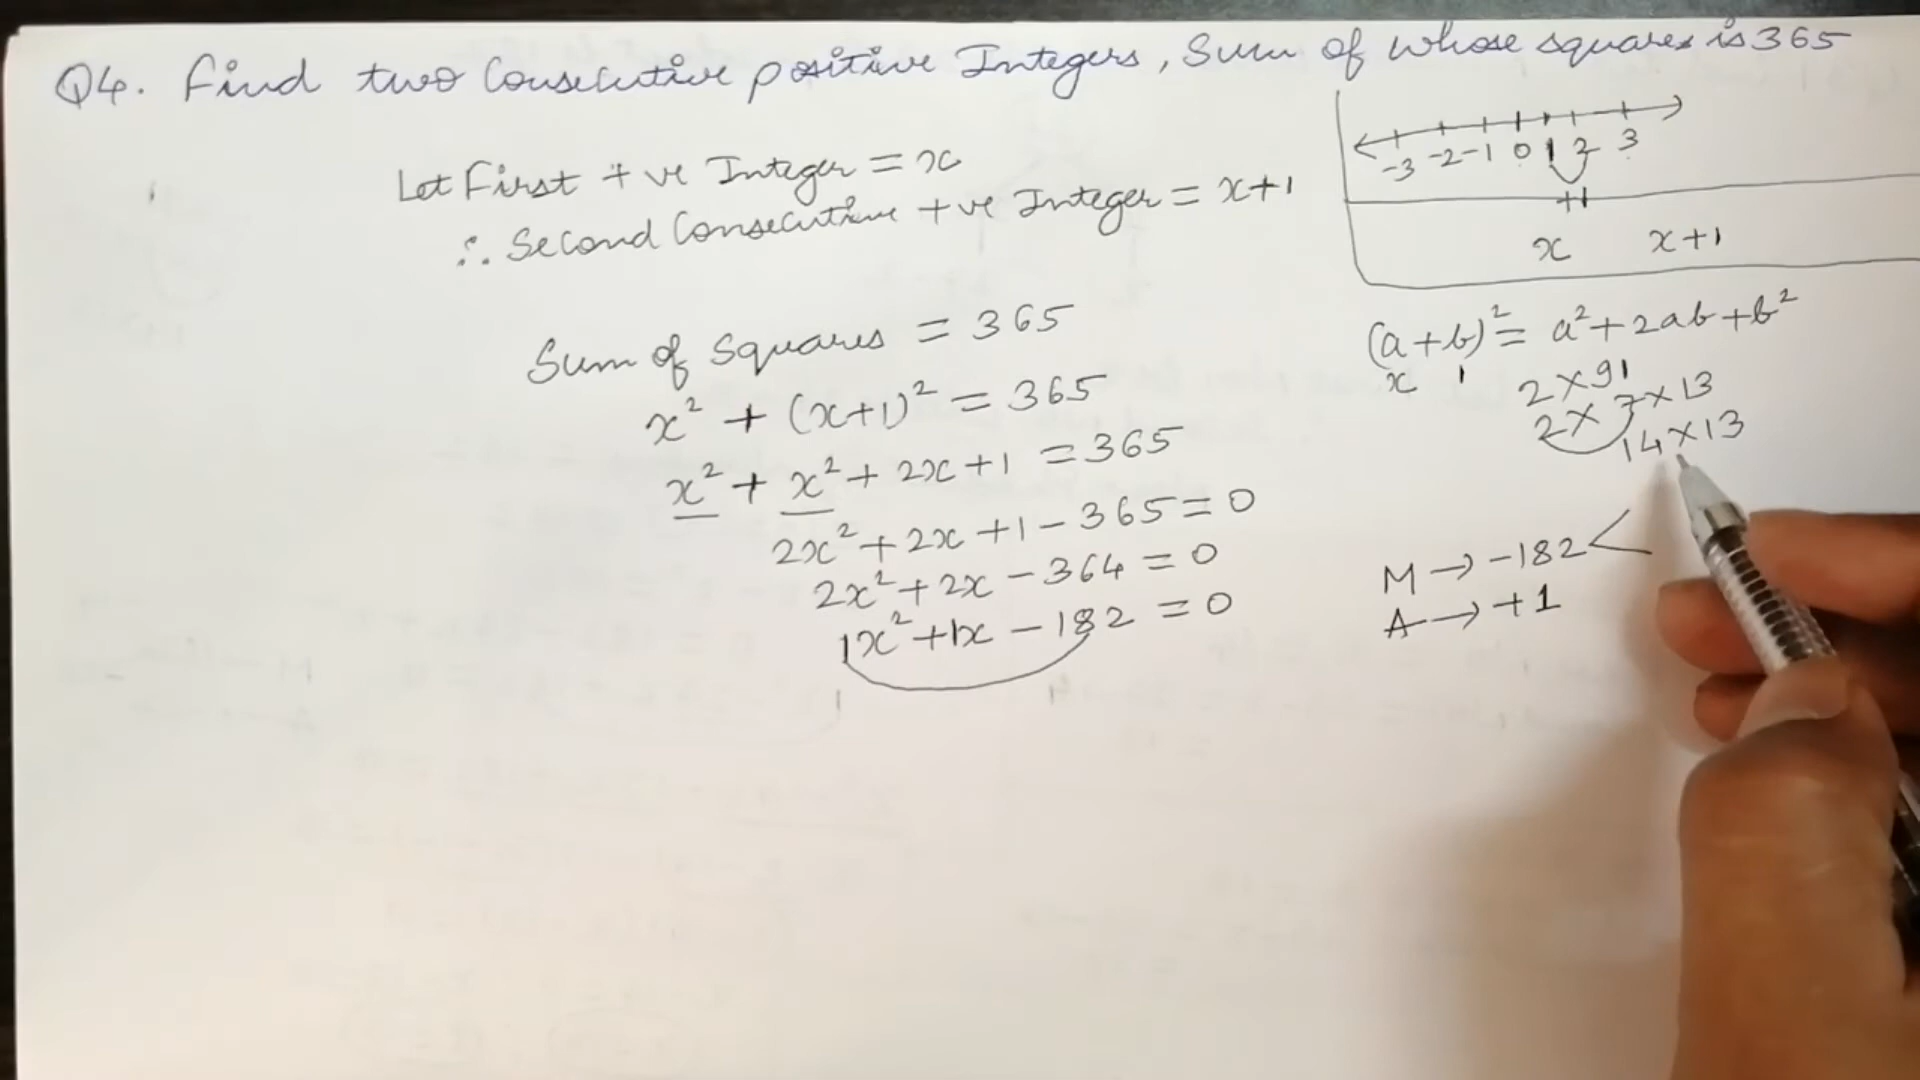 Q4. Find two Consecutive positive Integers, Sum of whose squares is 365
Let First +ve Integer = x
∴ Second Consecutive +ve Integer = x+1
Sum of Squares = 365
x² + (x+1)² = 365
x² + x² + 2x + 1 = 365
2x² + 2x + 1 - 365 = 0
2x² + 2x - 364 = 0
1x² + 1x - 182 = 0
-3 -2 -1 0 1 2 3
+1
x x+1
(a+b)² = a² + 2ab + b²
x 1
2 × 91
2 × 7 × 13
14 × 13
M → -182
A → +1